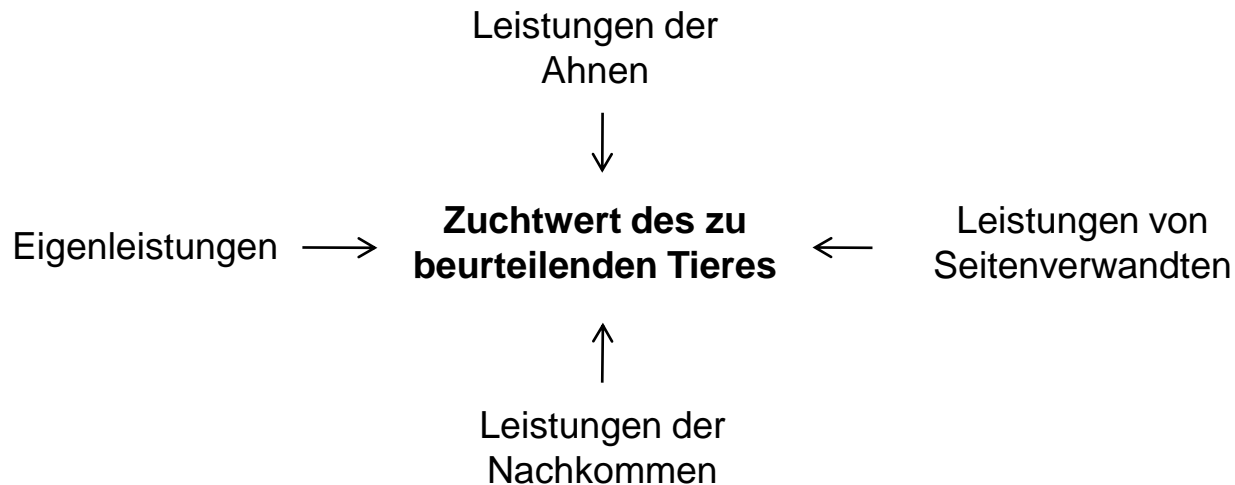 Leistungen der
Ahnen
Eigenleistungen
Zuchtwert des zu
beurteilenden Tieres
Leistungen von
Seitenverwandten
Leistungen der
Nachkommen